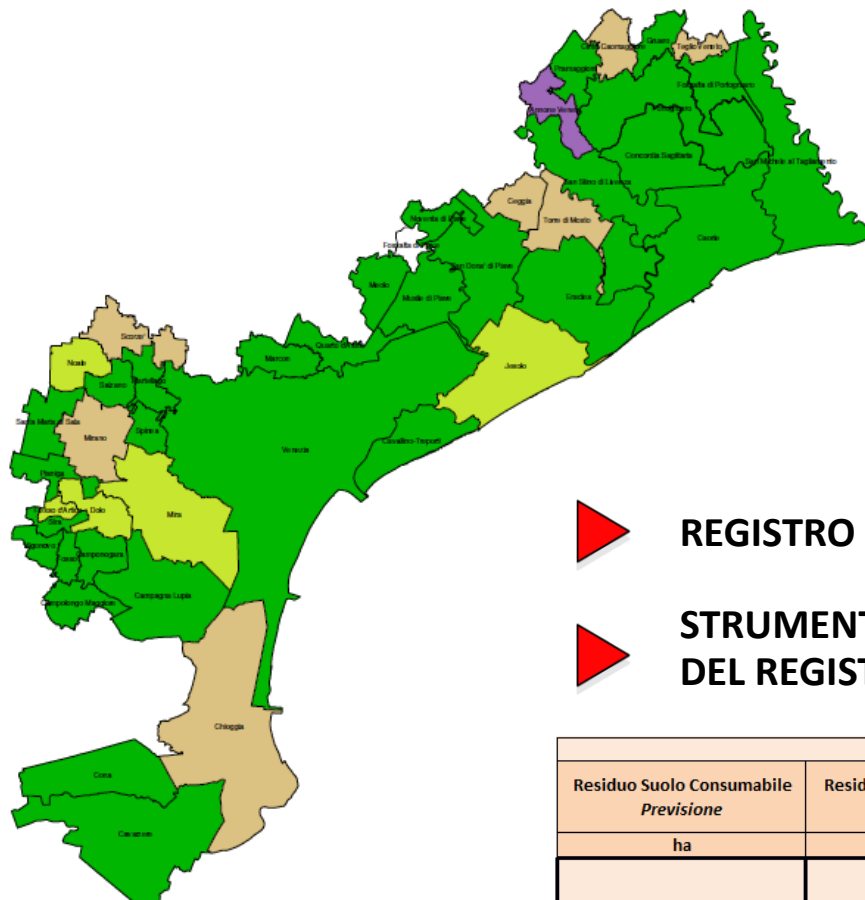 Cinto Caomaggiore
Gruaro
Teglio Veneto
Pramaggiore
Fossalta di Portogruaro
Annone Veneto
Portogruaro
Concordia Sagittaria
San Michele al Tagliamento
San Stino di Livenza
Ceggia
Torre di Mosto
Noventa di Piave
Caorle
Fossalta di Piave
San Dona' di Piave
Meolo
Musile di Piave
Eraclea
Scorze'
Quarto d'Altino
Noale
Marcon
Jesolo
Salzano
Martellago
Santa Maria di Sala
Spinea
Mirano
Cavallino-Treporti
Venezia
Pianiga
Dolo
Mira
Stra
Fosso'
Camponogara
Campagna Lupia
Campolongo Maggiore
Chioggia
Cona
Cavarzere
REGISTRO
STRUMENT
DEL REGIST
Residuo Suolo Consumabile
Resid
Previsione
ha